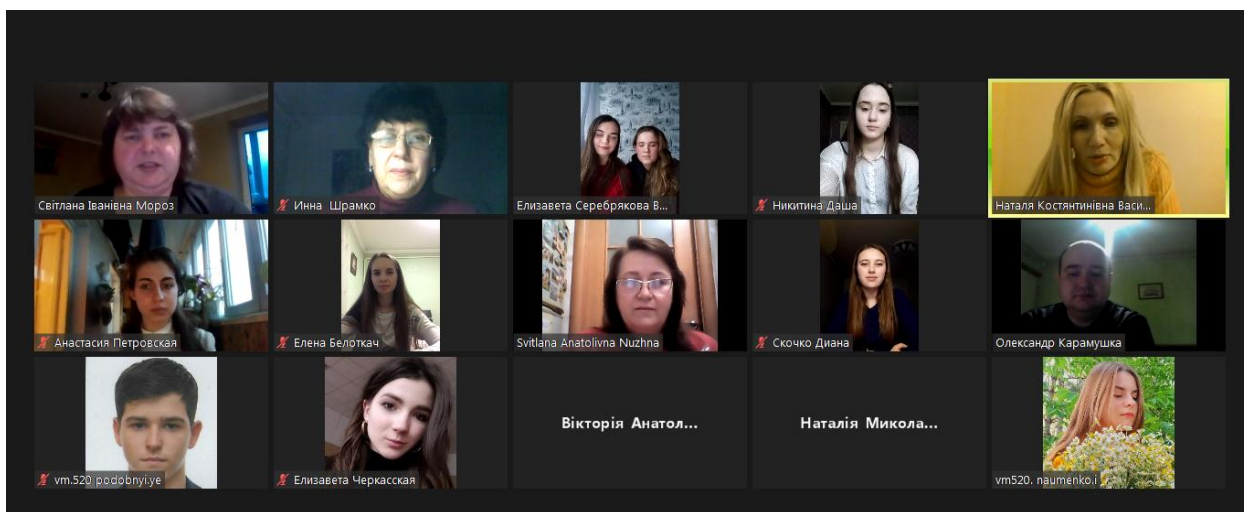 Світлана Іванівна Мороз
Инна Шрамко
Елизавета Серебрякова В...
Никитина Даша
Наталя Костянтинівна Васи...
Анастасия Петровская
Елена Белоткач
Svitlana Anatolivna Nuzhna
Скочко Диана
Олександр Карамушка
vm.520 podobnyi.ye
Елизавета Черкасская
Вікторія Анатол...
Наталія Микола...
vm520. naumenko.i